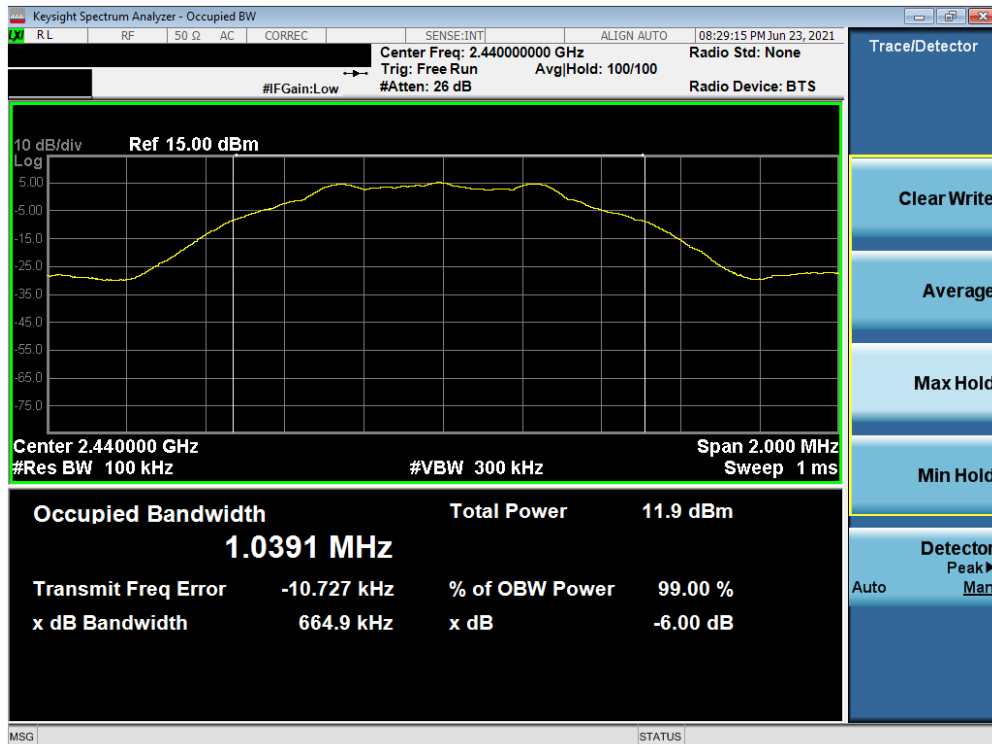 Keysight Spectrum Analyzer - Occupied BW
LXI RL RF 50 Ω AC CORREC SENSE:INT ALIGN AUTO 08:29:15 PM Jun 23, 2021
Center Freq: 2.440000000 GHz Radio Std: None
Trig: Free Run Avg|Hold: 100/100
#IFGain:Low #Atten: 26 dB Radio Device: BTS
Trace/Detector
10 dB/div Ref 15.00 dBm
Log
5.00
-5.00
-15.0
-25.0
-35.0
-45.0
-55.0
-65.0
-75.0
Center 2.440000 GHz Span 2.000 MHz
#Res BW 100 kHz #VBW 300 kHz Sweep 1 ms
Occupied Bandwidth Total Power 11.9 dBm
1.0391 MHz
Transmit Freq Error -10.727 kHz % of OBW Power 99.00 %
x dB Bandwidth 664.9 kHz x dB -6.00 dB
Clear Write
Average
Max Hold
Min Hold
Detector
Peak
Auto Man
MSG STATUS